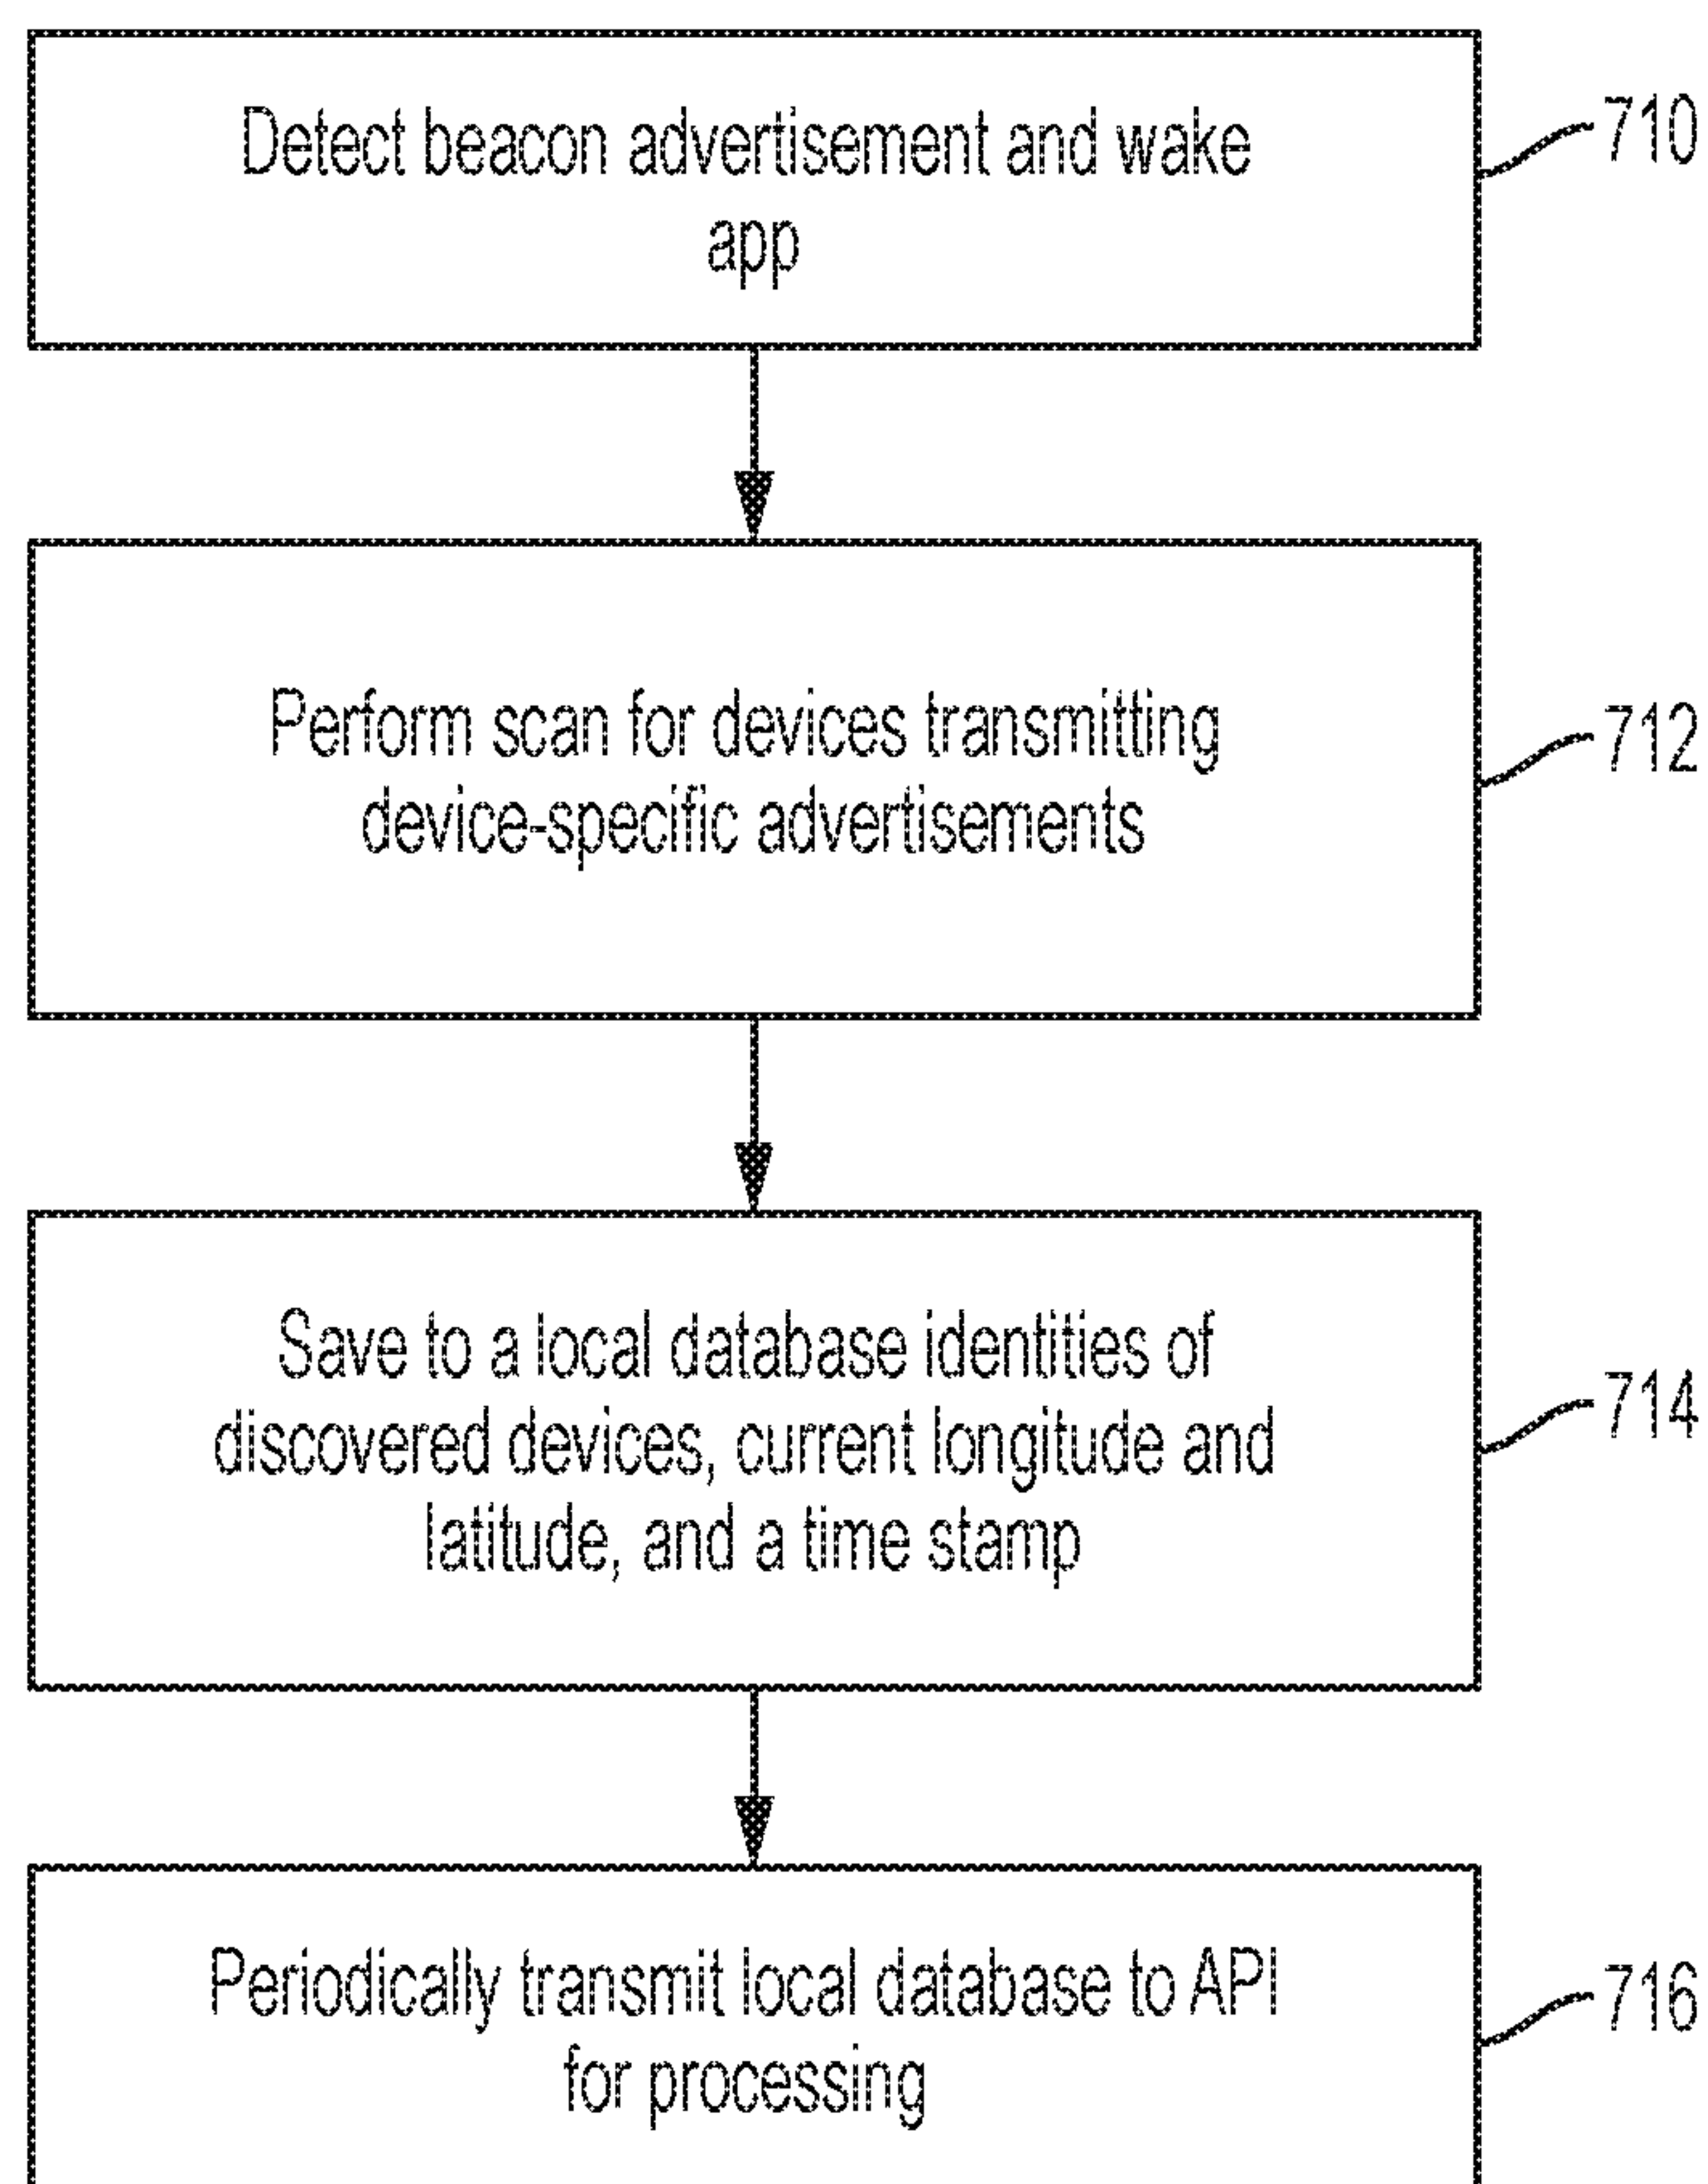 Detect beacon advertisement and wake
app
710
Perform scan for devices transmitting
device-specific advertisements
712
Save to a local database identities of
discovered devices, current longitude and
latitude, and a time stamp
714
Periodically transmit local database to API
for processing
716